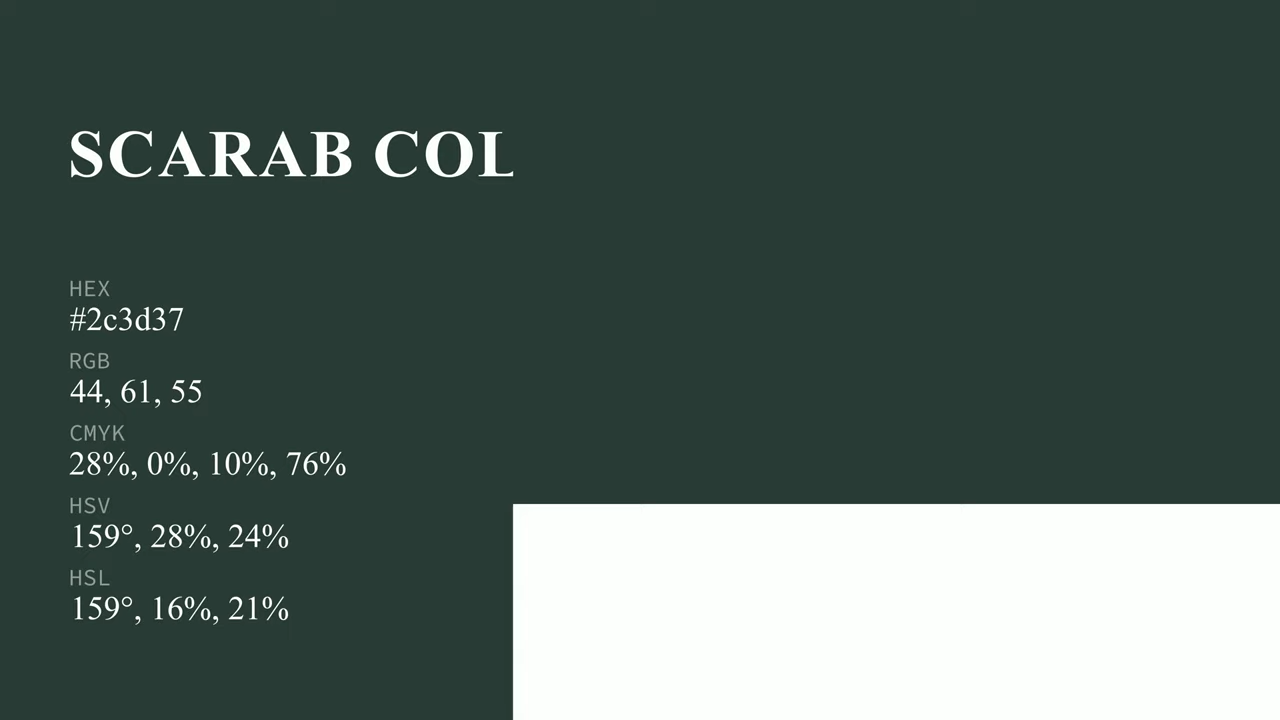 SCARAB COL
HEX
#2c3d37
RGB
44, 61, 55
CMYK
28%, 0%, 10%, 76%
HSV
159°, 28%, 24%
HSL
159°, 16%, 21%